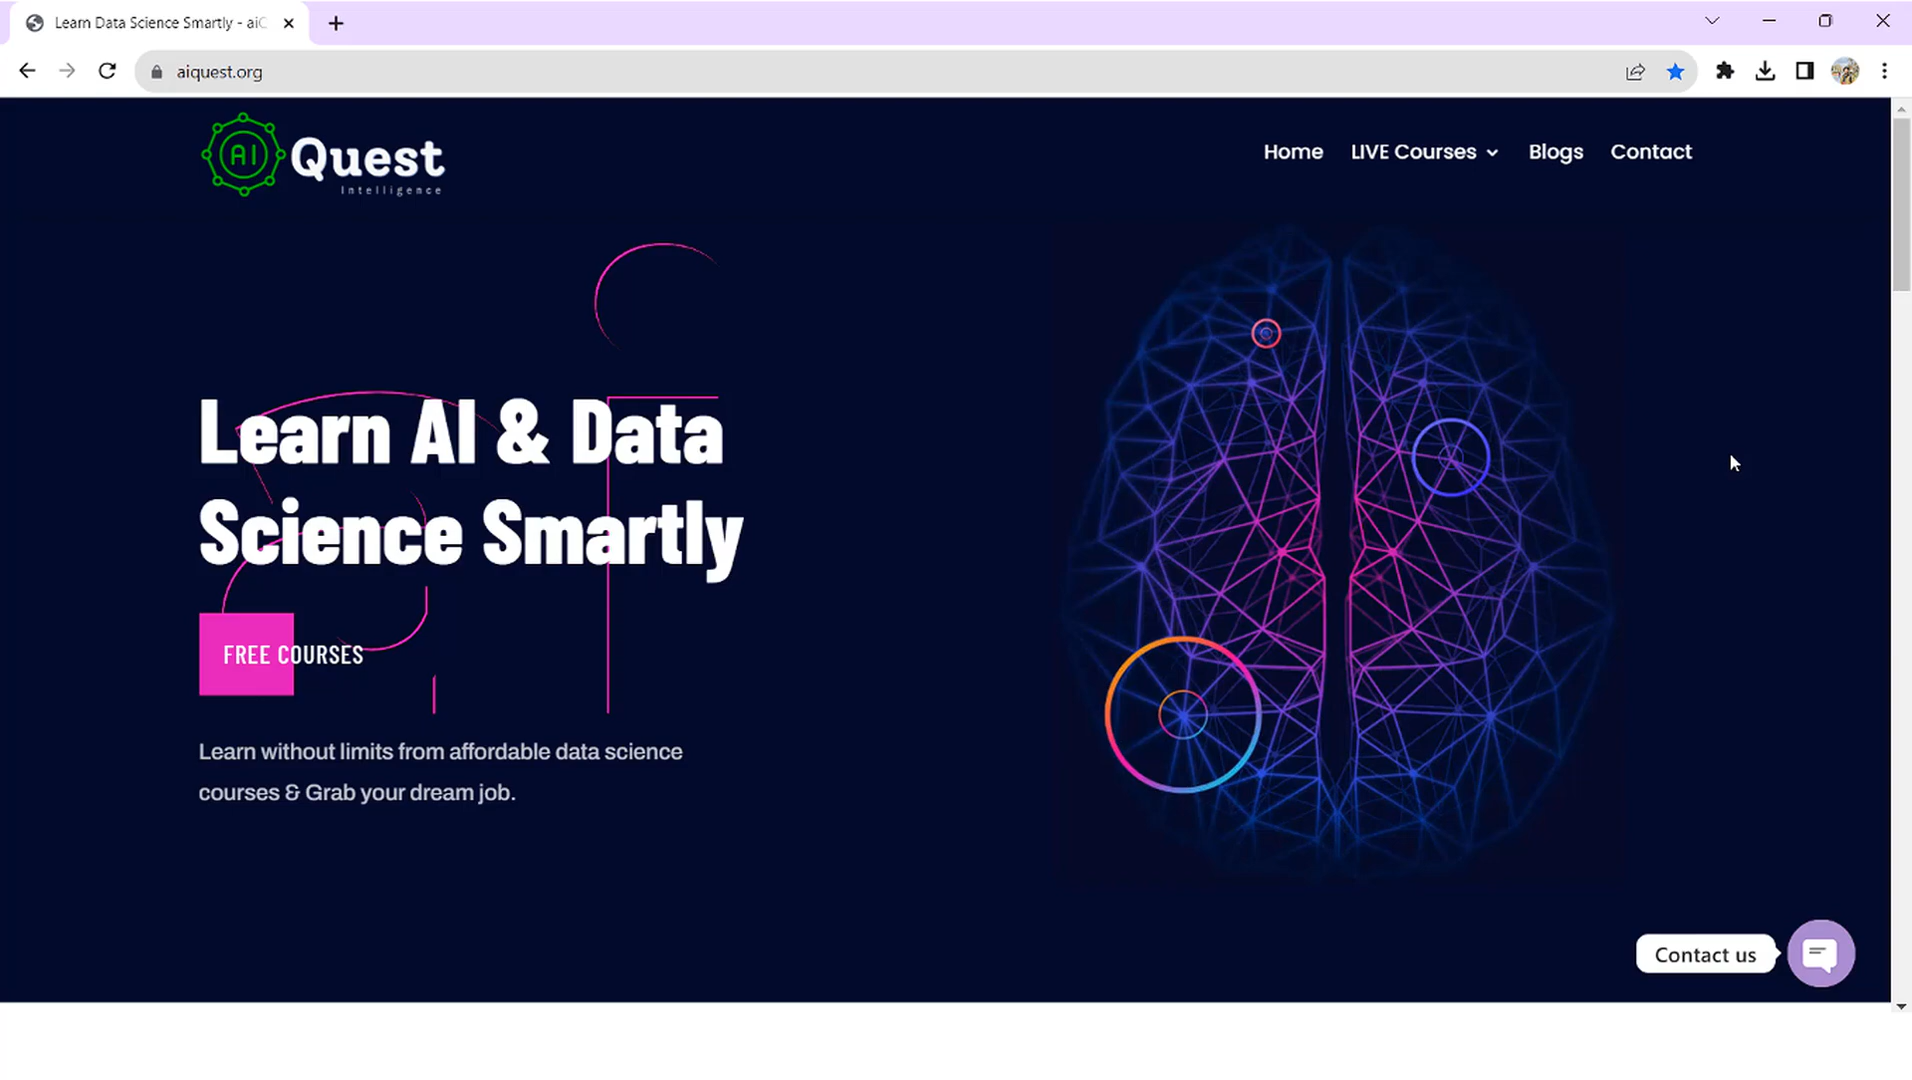 Learn Data Science Smartly - aiC
aiquest.org
AI Quest
Intelligence
Home LIVE Courses Blogs Contact
Learn AI & Data
Science Smartly
FREE COURSES
Learn without limits from affordable data science
courses & Grab your dream job.
Contact us